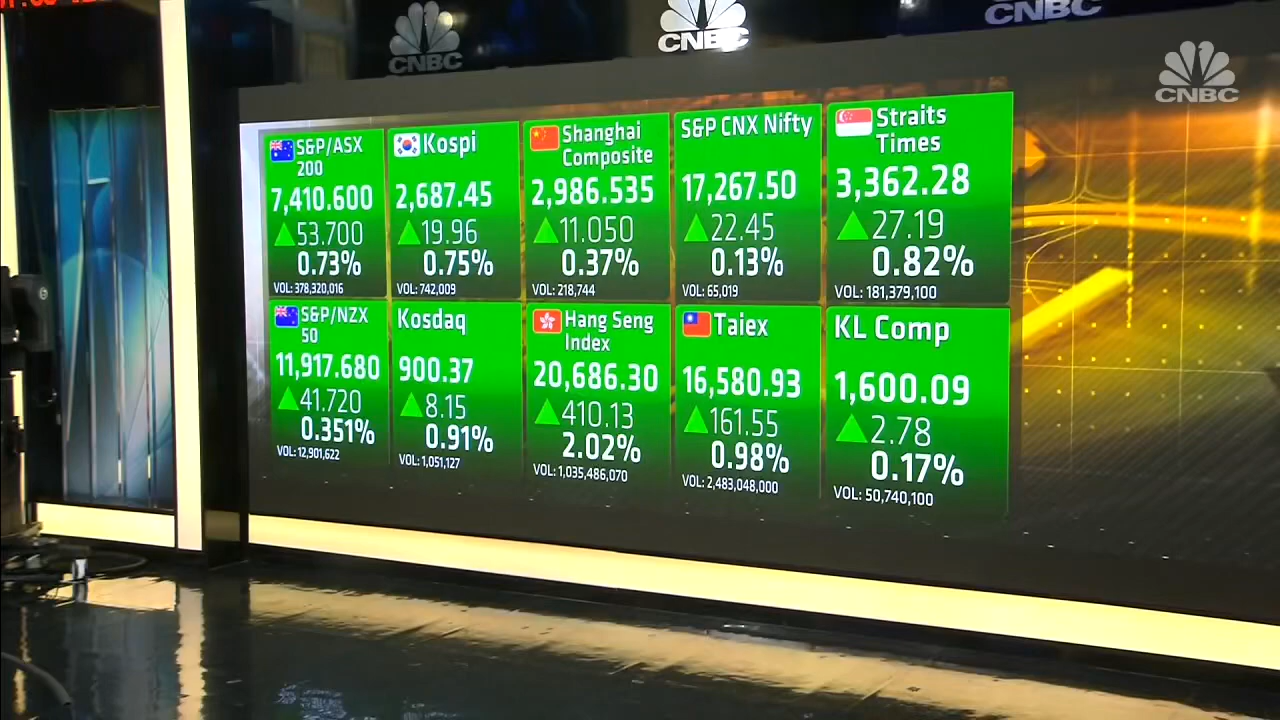 CNBC
CNBC
CNBC
CNBC
S&P/ASX
200
7,410.600
53.700
0.73%
VOL: 378,320,016
Kospi
2,687.45
19.96
0.75%
VOL: 742,009
Shanghai
Composite
2,986.535
11.050
0.37%
VOL: 218,744
S&P CNX Nifty
17,267.50
22.45
0.13%
VOL: 65,019
Straits
Times
3,362.28
27.19
0.82%
VOL: 181,379,100
S&P/NZX
50
11,917.680
41.720
0.351%
VOL: 12,901,622
Kosdaq
900.37
8.15
0.91%
VOL: 1,051,127
Hang Seng
Index
20,686.30
410.13
2.02%
VOL: 1,035,486,070
Taiex
16,580.93
161.55
0.98%
VOL: 2,483,048,000
KL Comp
1,600.09
2.78
0.17%
VOL: 50,740,100